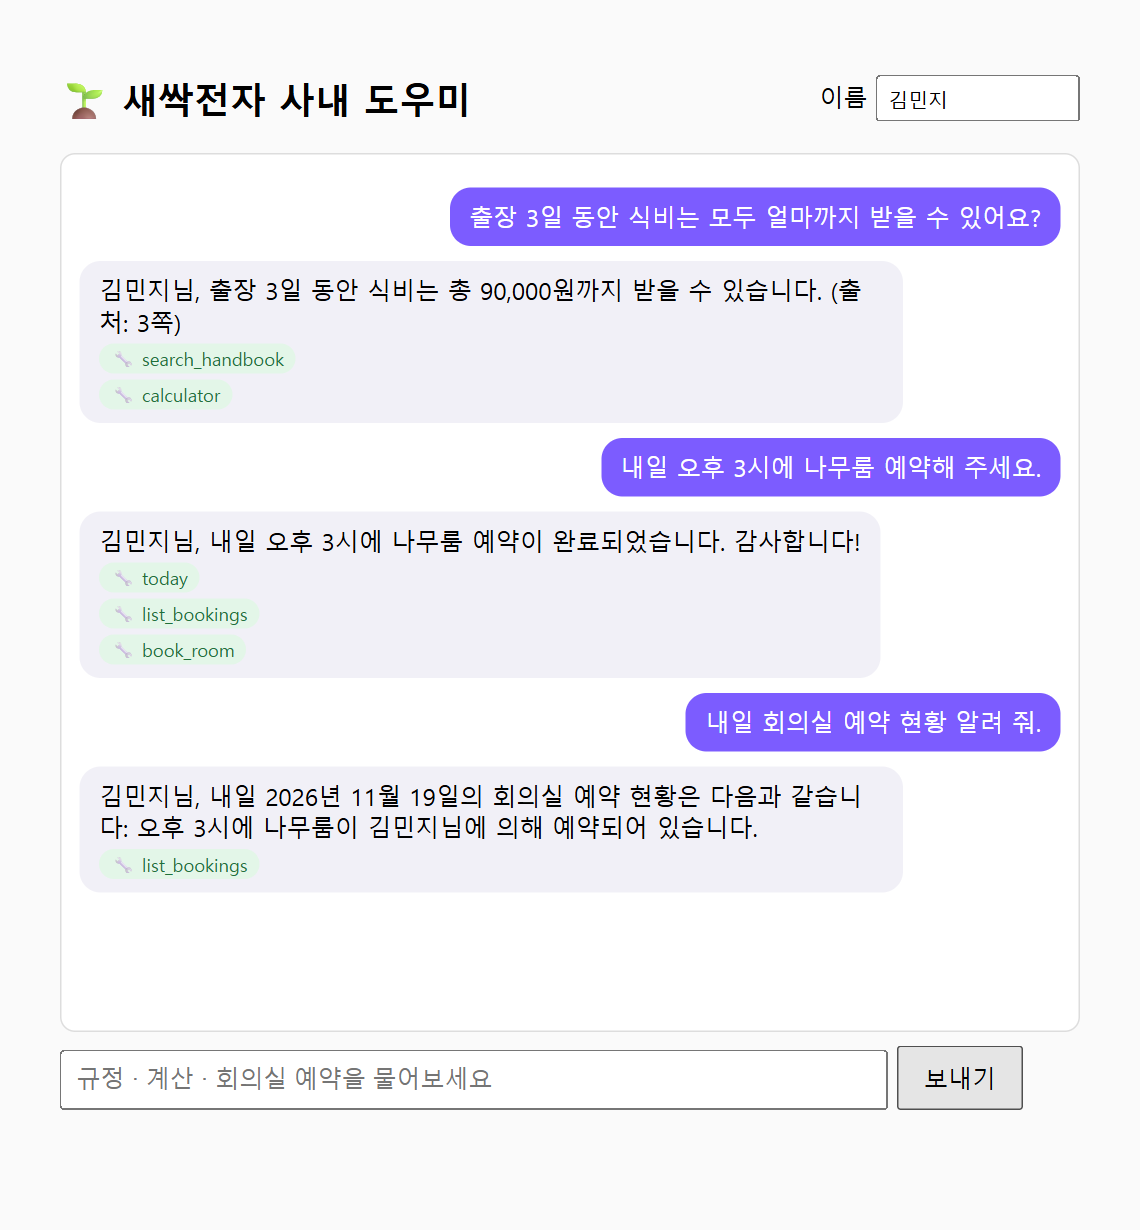 새싹전자 사내 도우미
이름 김민지
출장 3일 동안 식비는 모두 얼마까지 받을 수 있어요?
김민지님, 출장 3일 동안 식비는 총 90,000원까지 받을 수 있습니다. (출
처: 3쪽)
search_handbook
calculator
내일 오후 3시에 나무룸 예약해 주세요.
김민지님, 내일 오후 3시에 나무룸 예약이 완료되었습니다. 감사합니다!
today
list_bookings
book_room
내일 회의실 예약 현황 알려 줘.
김민지님, 내일 2026년 11월 19일의 회의실 예약 현황은 다음과 같습니
다: 오후 3시에 나무룸이 김민지님에 의해 예약되어 있습니다.
list_bookings
규정 · 계산 · 회의실 예약을 물어보세요
보내기